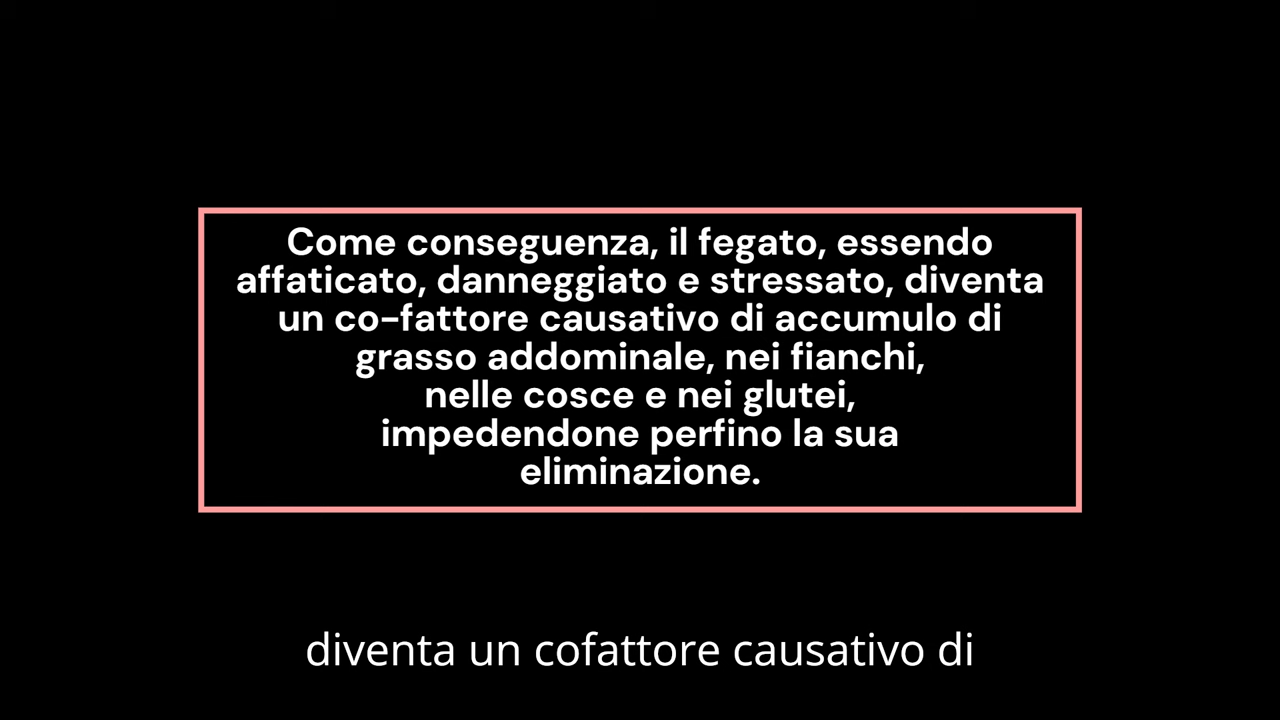 Come conseguenza, il fegato, essendo
affaticato, danneggiato e stressato, diventa
un co-fattore causativo di accumulo di
grasso addominale, nei fianchi,
nelle cosce e nei glutei,
impedendone perfino la sua
eliminazione.
diventa un cofattore causativo di